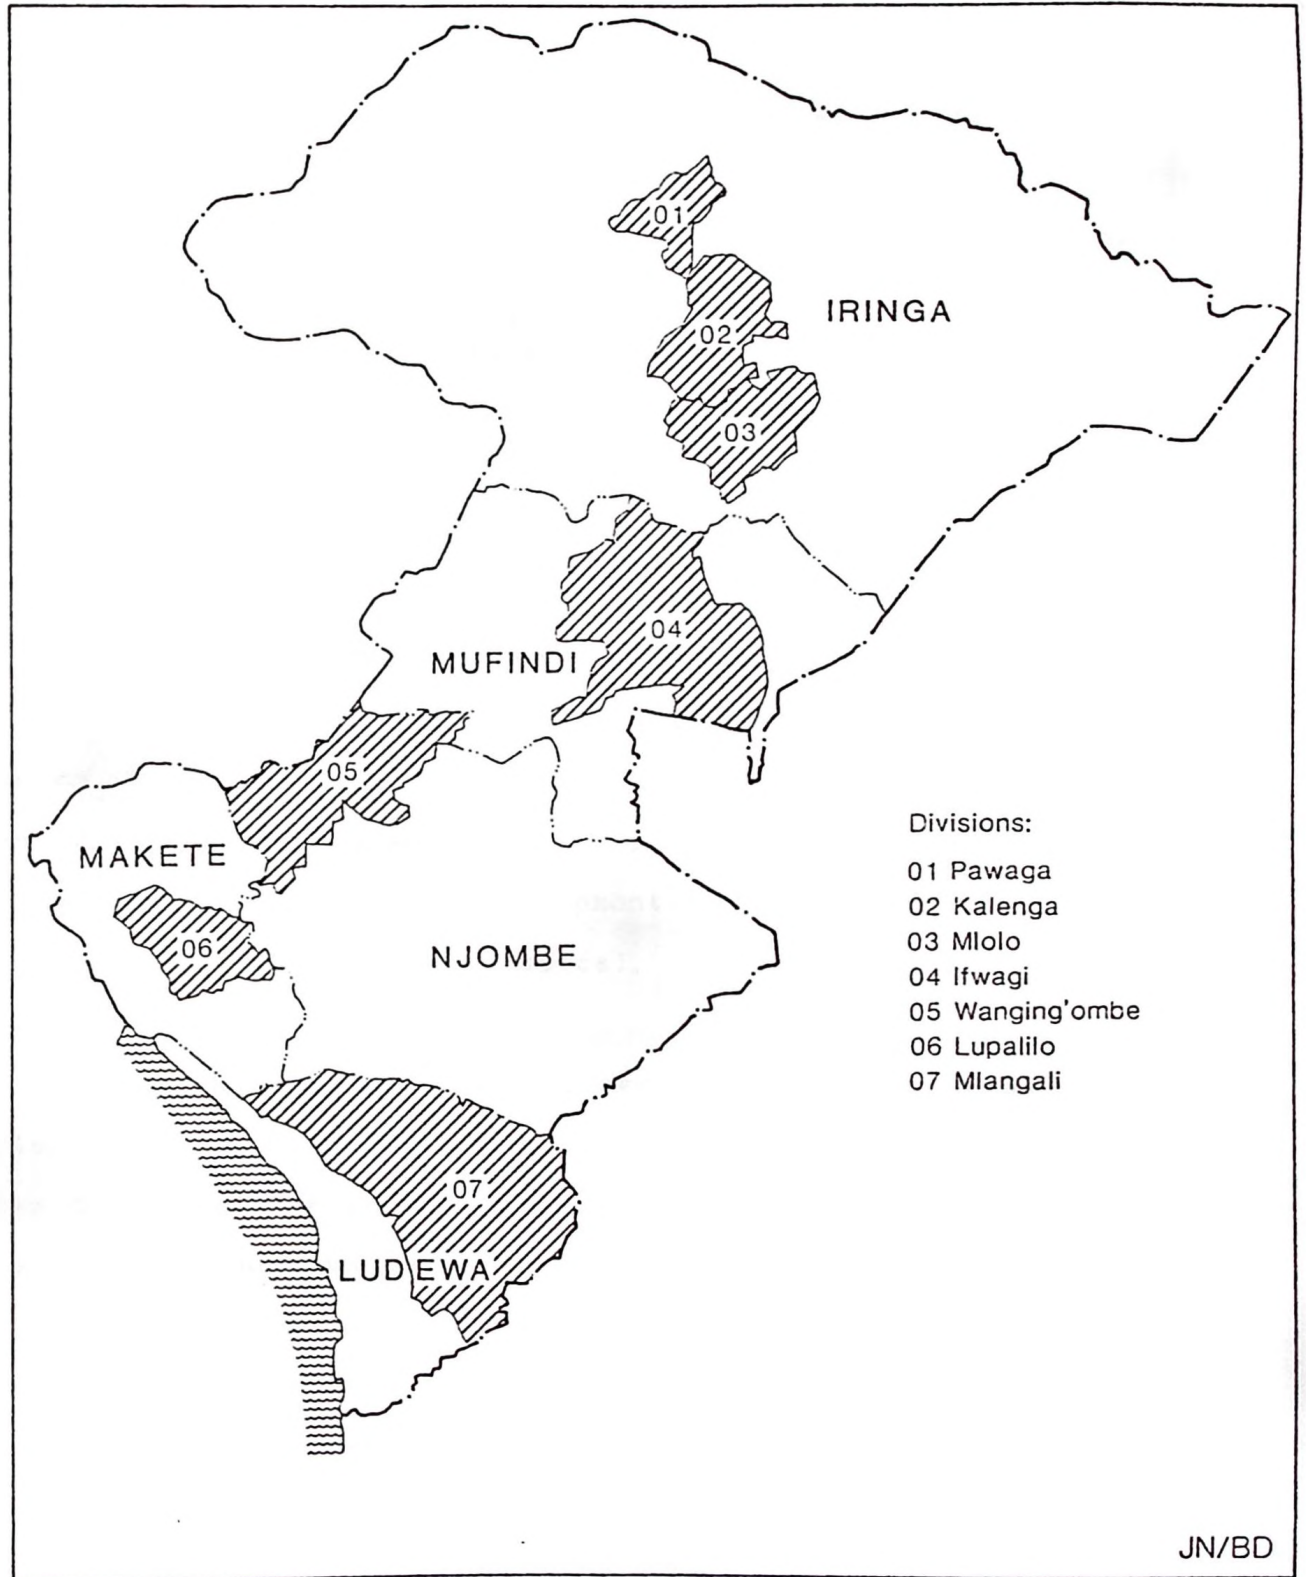 01
02
IRINGA
03
04
MUFINDI
05
MAKETE
06
NJOMBE
07
LUDEWA
Divisions:
01 Pawaga
02 Kalenga
03 Mlolo
04 Ifwagi
05 Wanging'ombe
06 Lupalilo
07 Mlangali
JN/BD